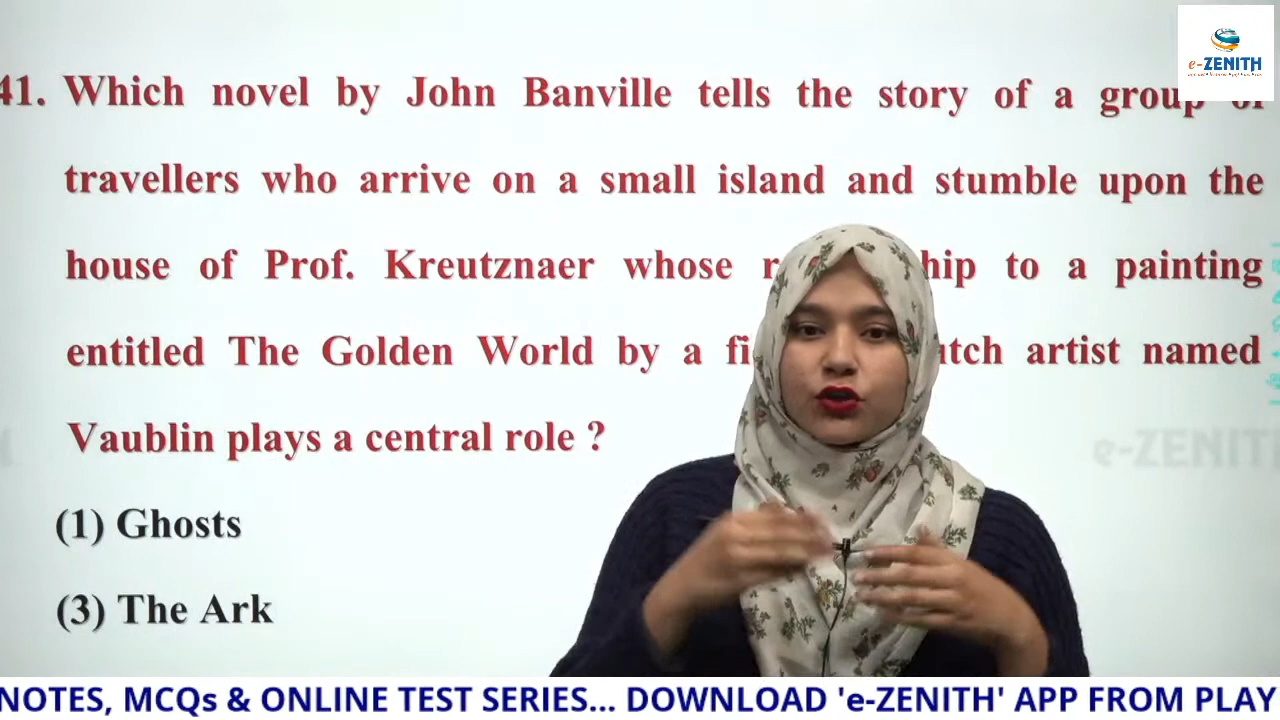 e-ZENITH
41. Which novel by John Banville tells the story of a group of
travellers who arrive on a small island and stumble upon the
house of Prof. Kreutznaer whose hip to a painting
entitled The Golden World by a artist named
Vaublin plays a central role ?
e-ZENITH
(1) Ghosts
(3) The Ark
NOTES, MCQs & ONLINE TEST SERIES... DOWNLOAD 'e-ZENITH' APP FROM PLAY